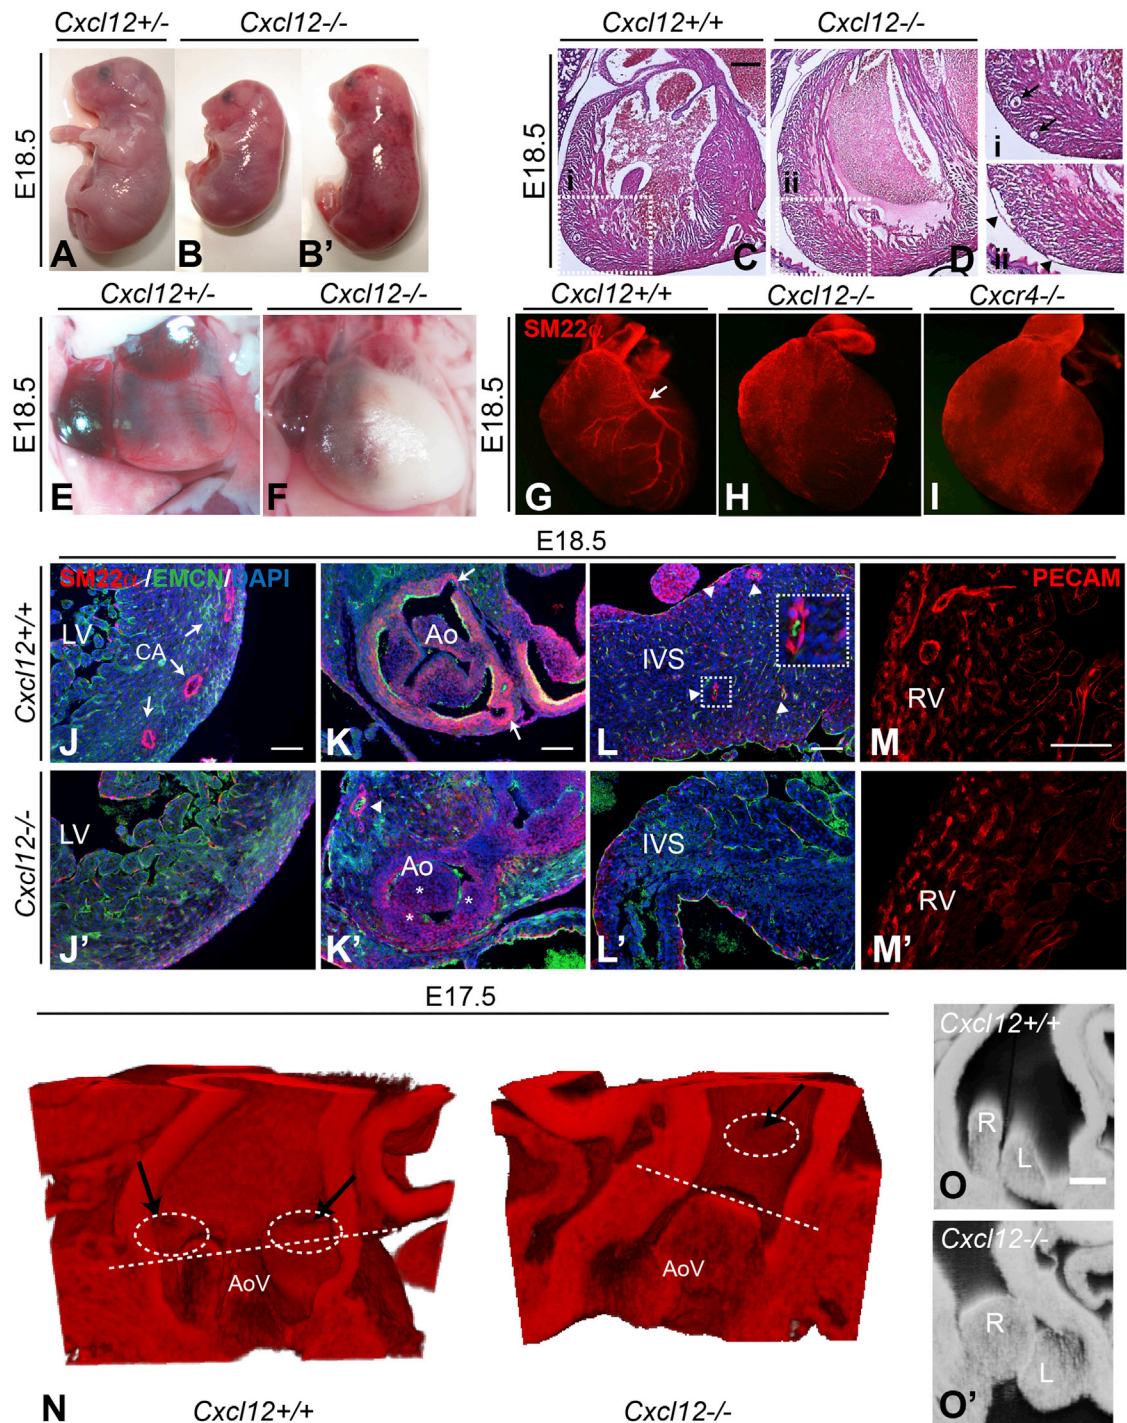 Cxcl12+/-
Cxcl12-/-
Cxcl12+/+
Cxcl12-/-
E18.5
E18.5
A
B
B’
i
C
ii
D
i
ii
Cxcl12+/-
Cxcl12-/-
Cxcl12+/+
Cxcl12-/-
Cxcr4-/-
E18.5
E18.5
SM22α
E
F
G
H
I
E18.5
Cxcl12+/+
SM22α/EMCN/DAPI
PECAM
LV
CA
Ao
IVS
RV
J
K
L
M
Cxcl12-/-
LV
Ao
*
*
*
IVS
RV
J’
K’
L’
M’
E17.5
AoV
AoV
N
Cxcl12+/+
Cxcl12-/-
Cxcl12+/+
R
L
O
Cxcl12-/-
R
L
O’